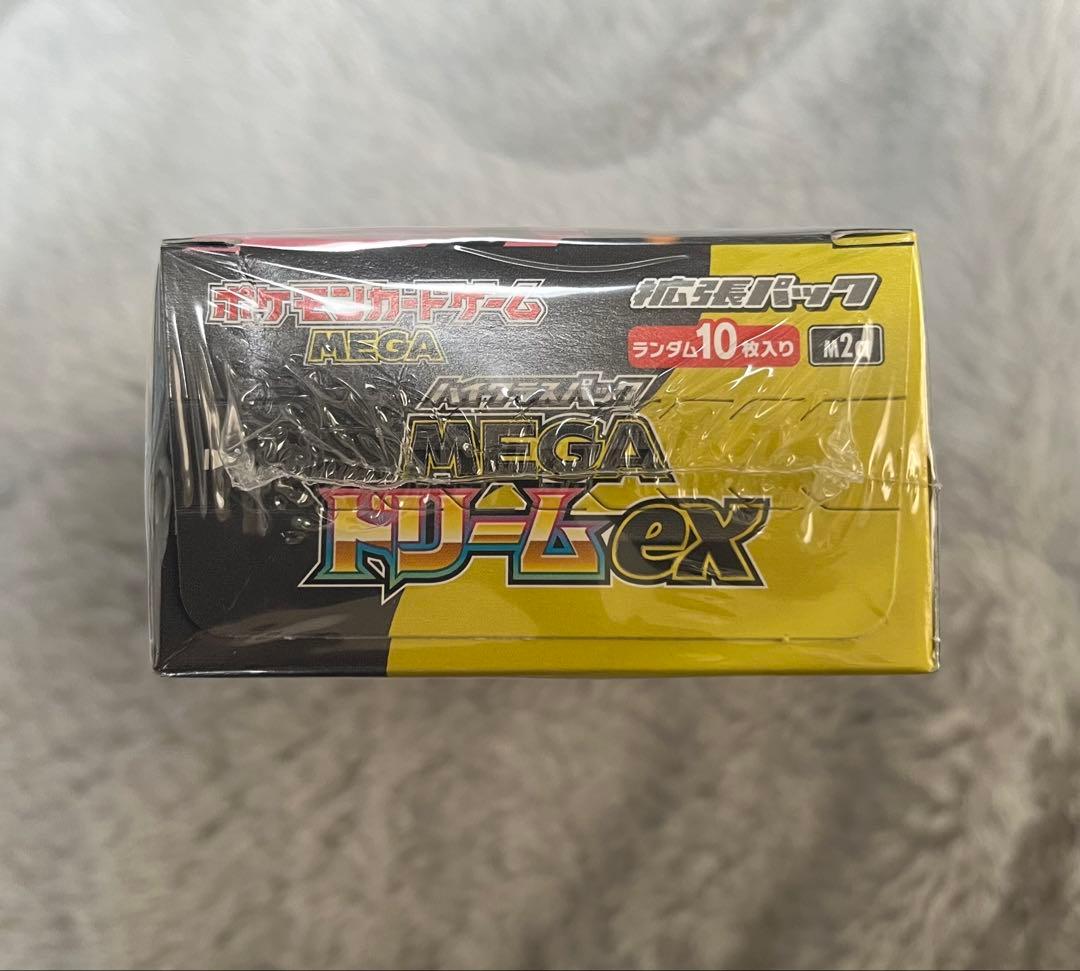 ポケモンカードゲーム
MEGA
拡張パック
ランダム10枚入り
M2a
ハイクラスパック
MEGA
ドリームex